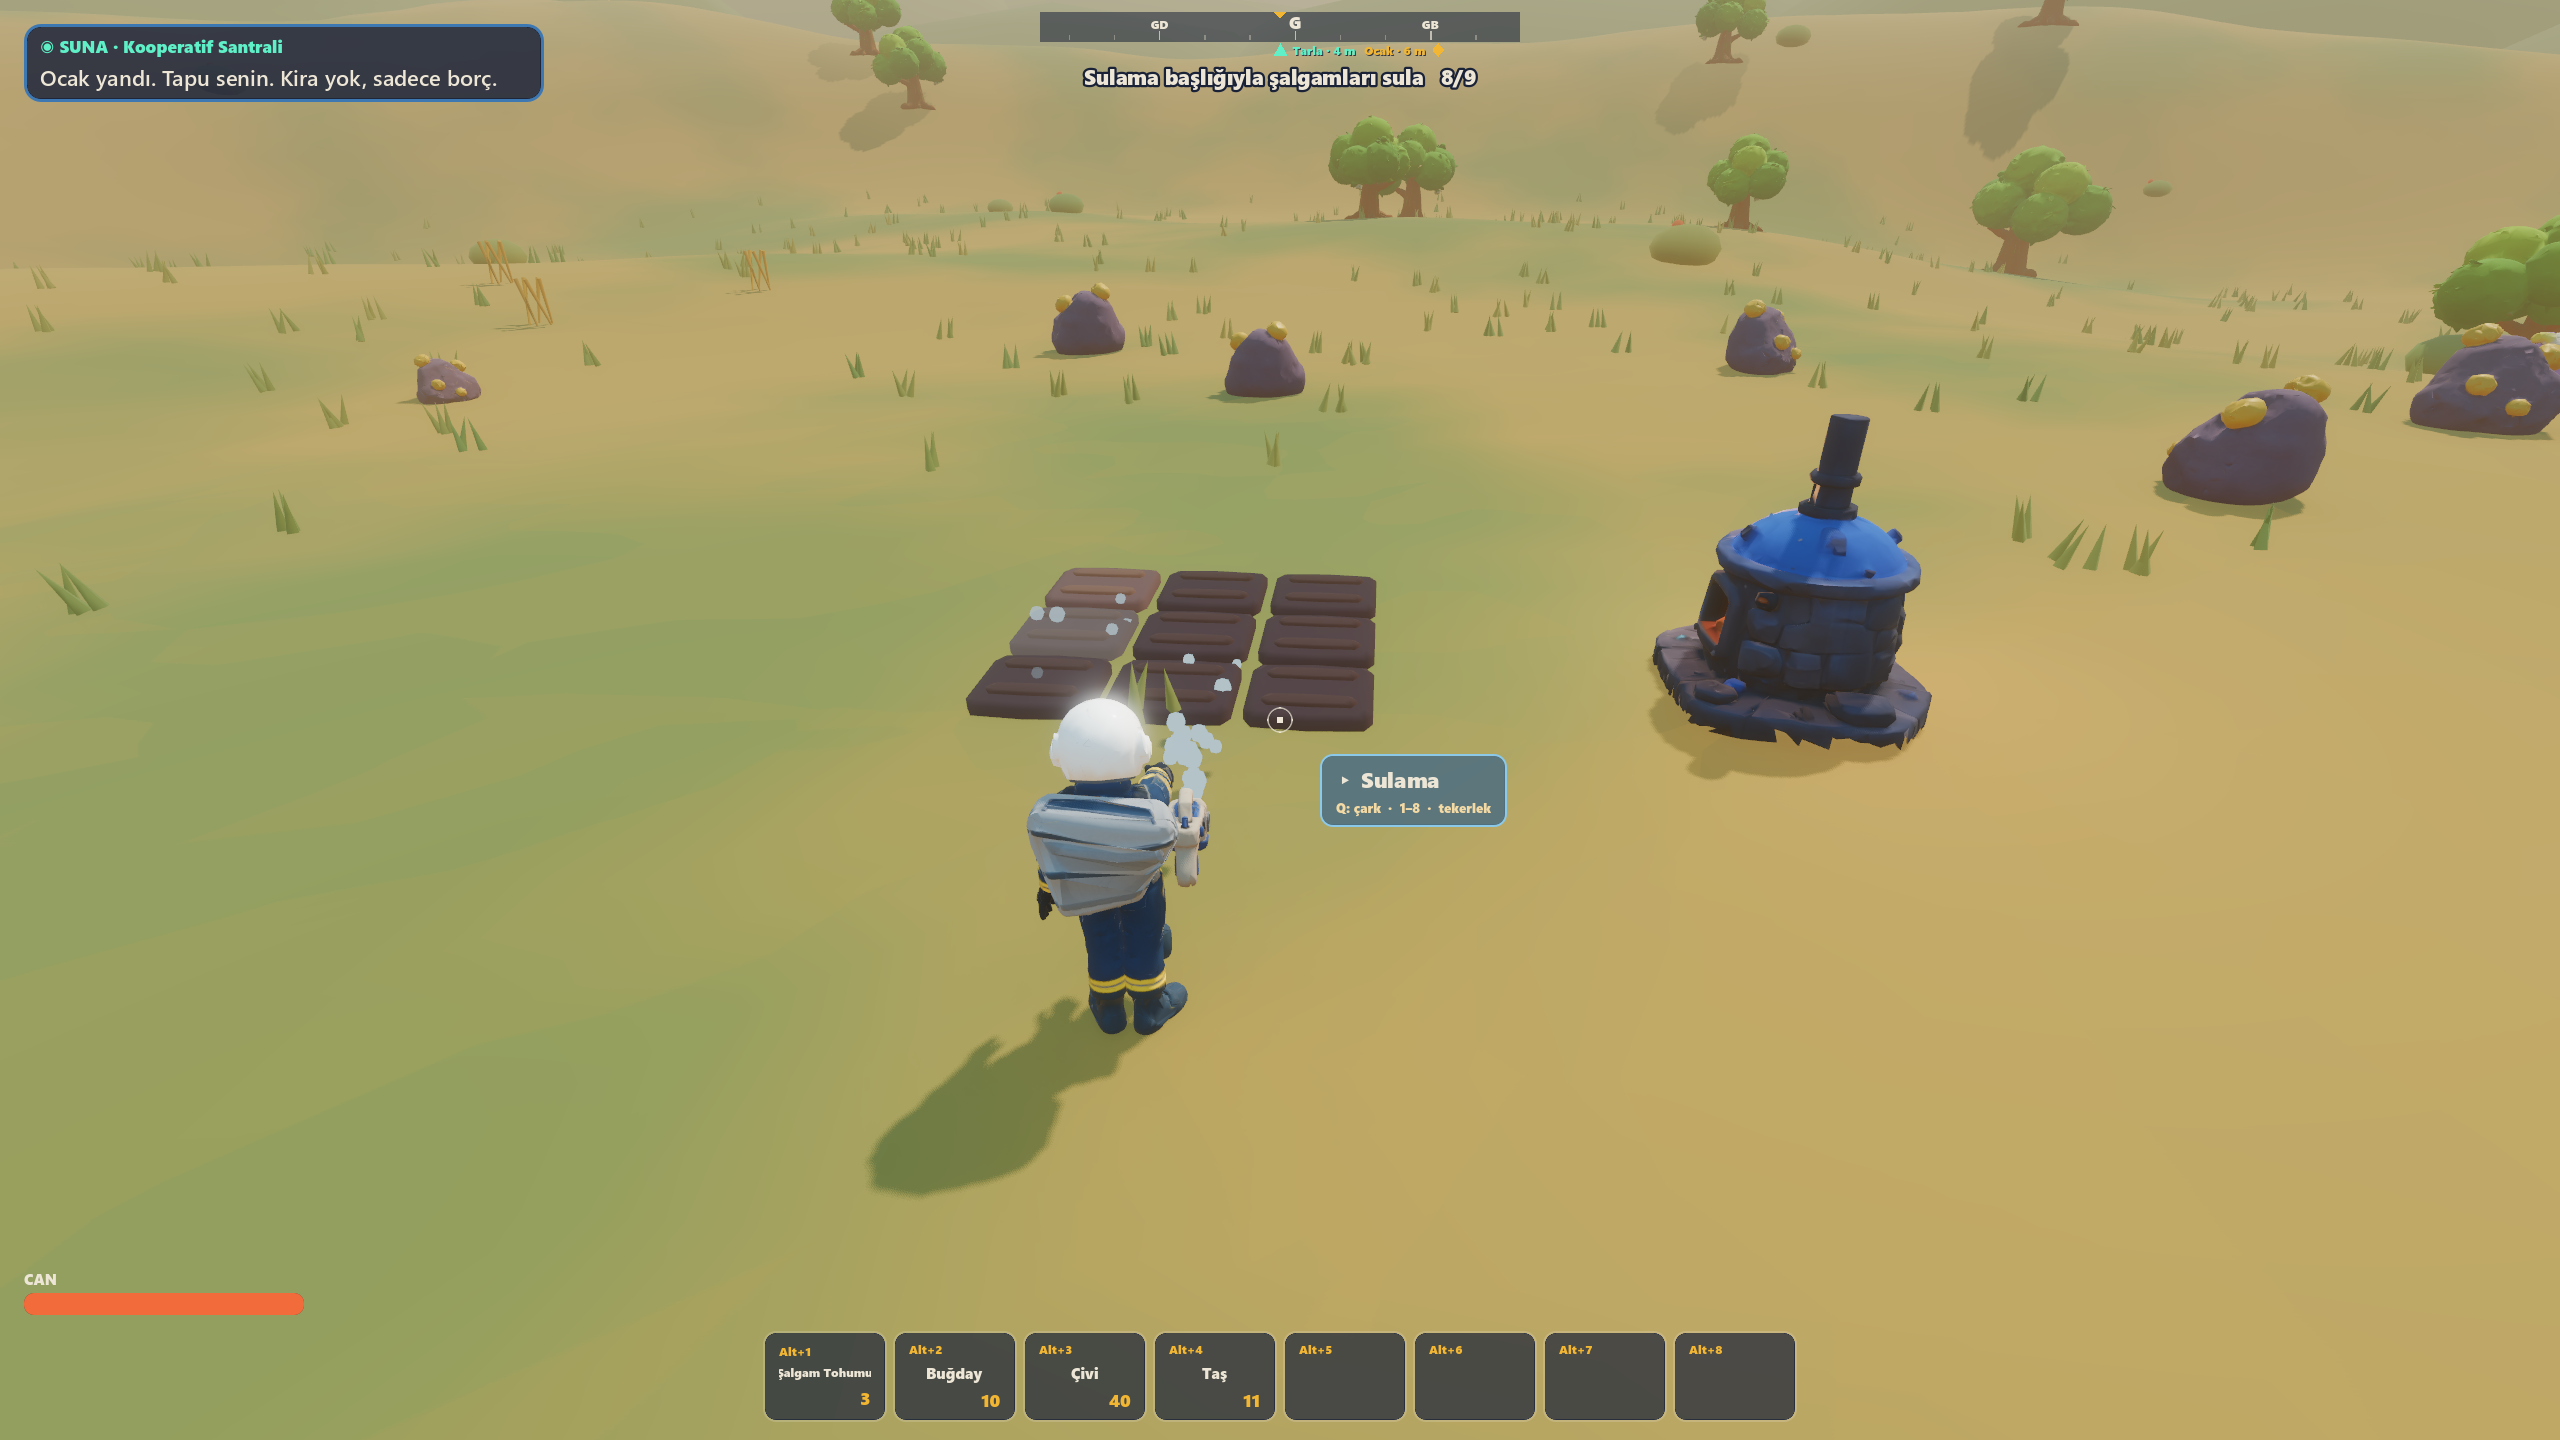 ◉ SUNA · Kooperatif Santrali
Ocak yandı. Tapu senin. Kira yok, sadece borç.
GD G GB
Tarla · 4 m Ocak · 6 m
Sulama başlığıyla şalgamları sula 8/9
▸ Sulama
Q: çark · 1–8 · tekerlek
CAN
Alt+1
Şalgam Tohumu
3
Alt+2
Buğday
10
Alt+3
Çivi
40
Alt+4
Taş
11
Alt+5
Alt+6
Alt+7
Alt+8